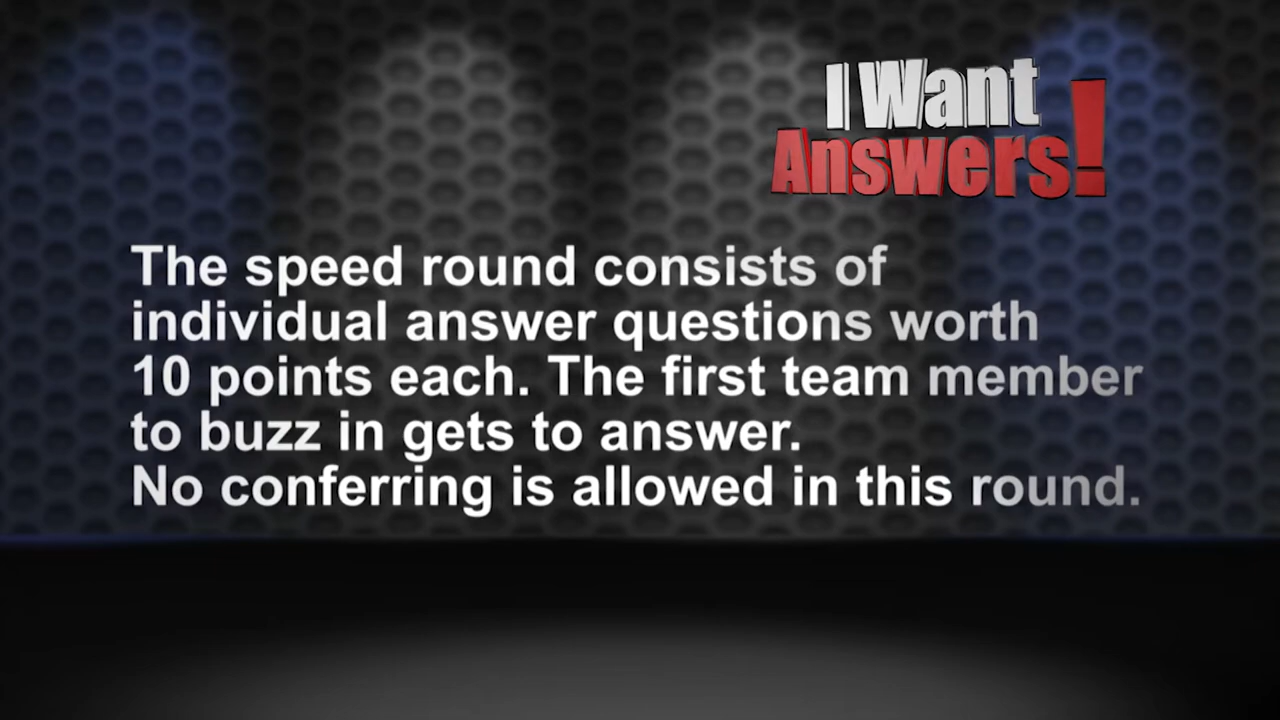 I Want
Answers!
The speed round consists of
individual answer questions worth
10 points each. The first team member
to buzz in gets to answer.
No conferring is allowed in this round.